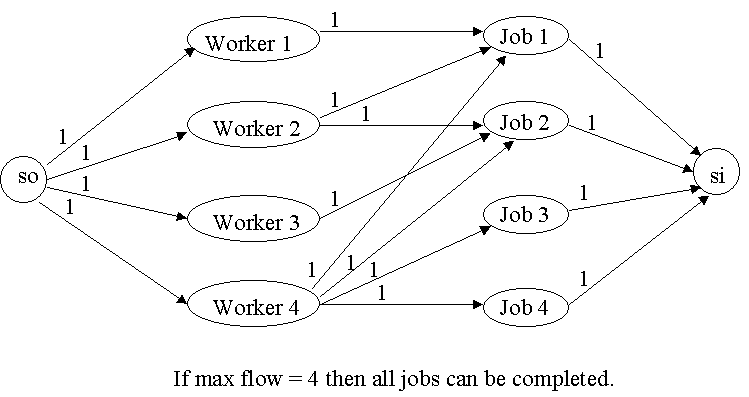 1
Worker 1
1
Job 1
1
1
Worker 2
1
1
Job 2
1
so
1
1
Worker 3
1
Job 3
1
si
1
Worker 4
1
1
1
1
Job 4
1
If max flow = 4 then all jobs can be completed.